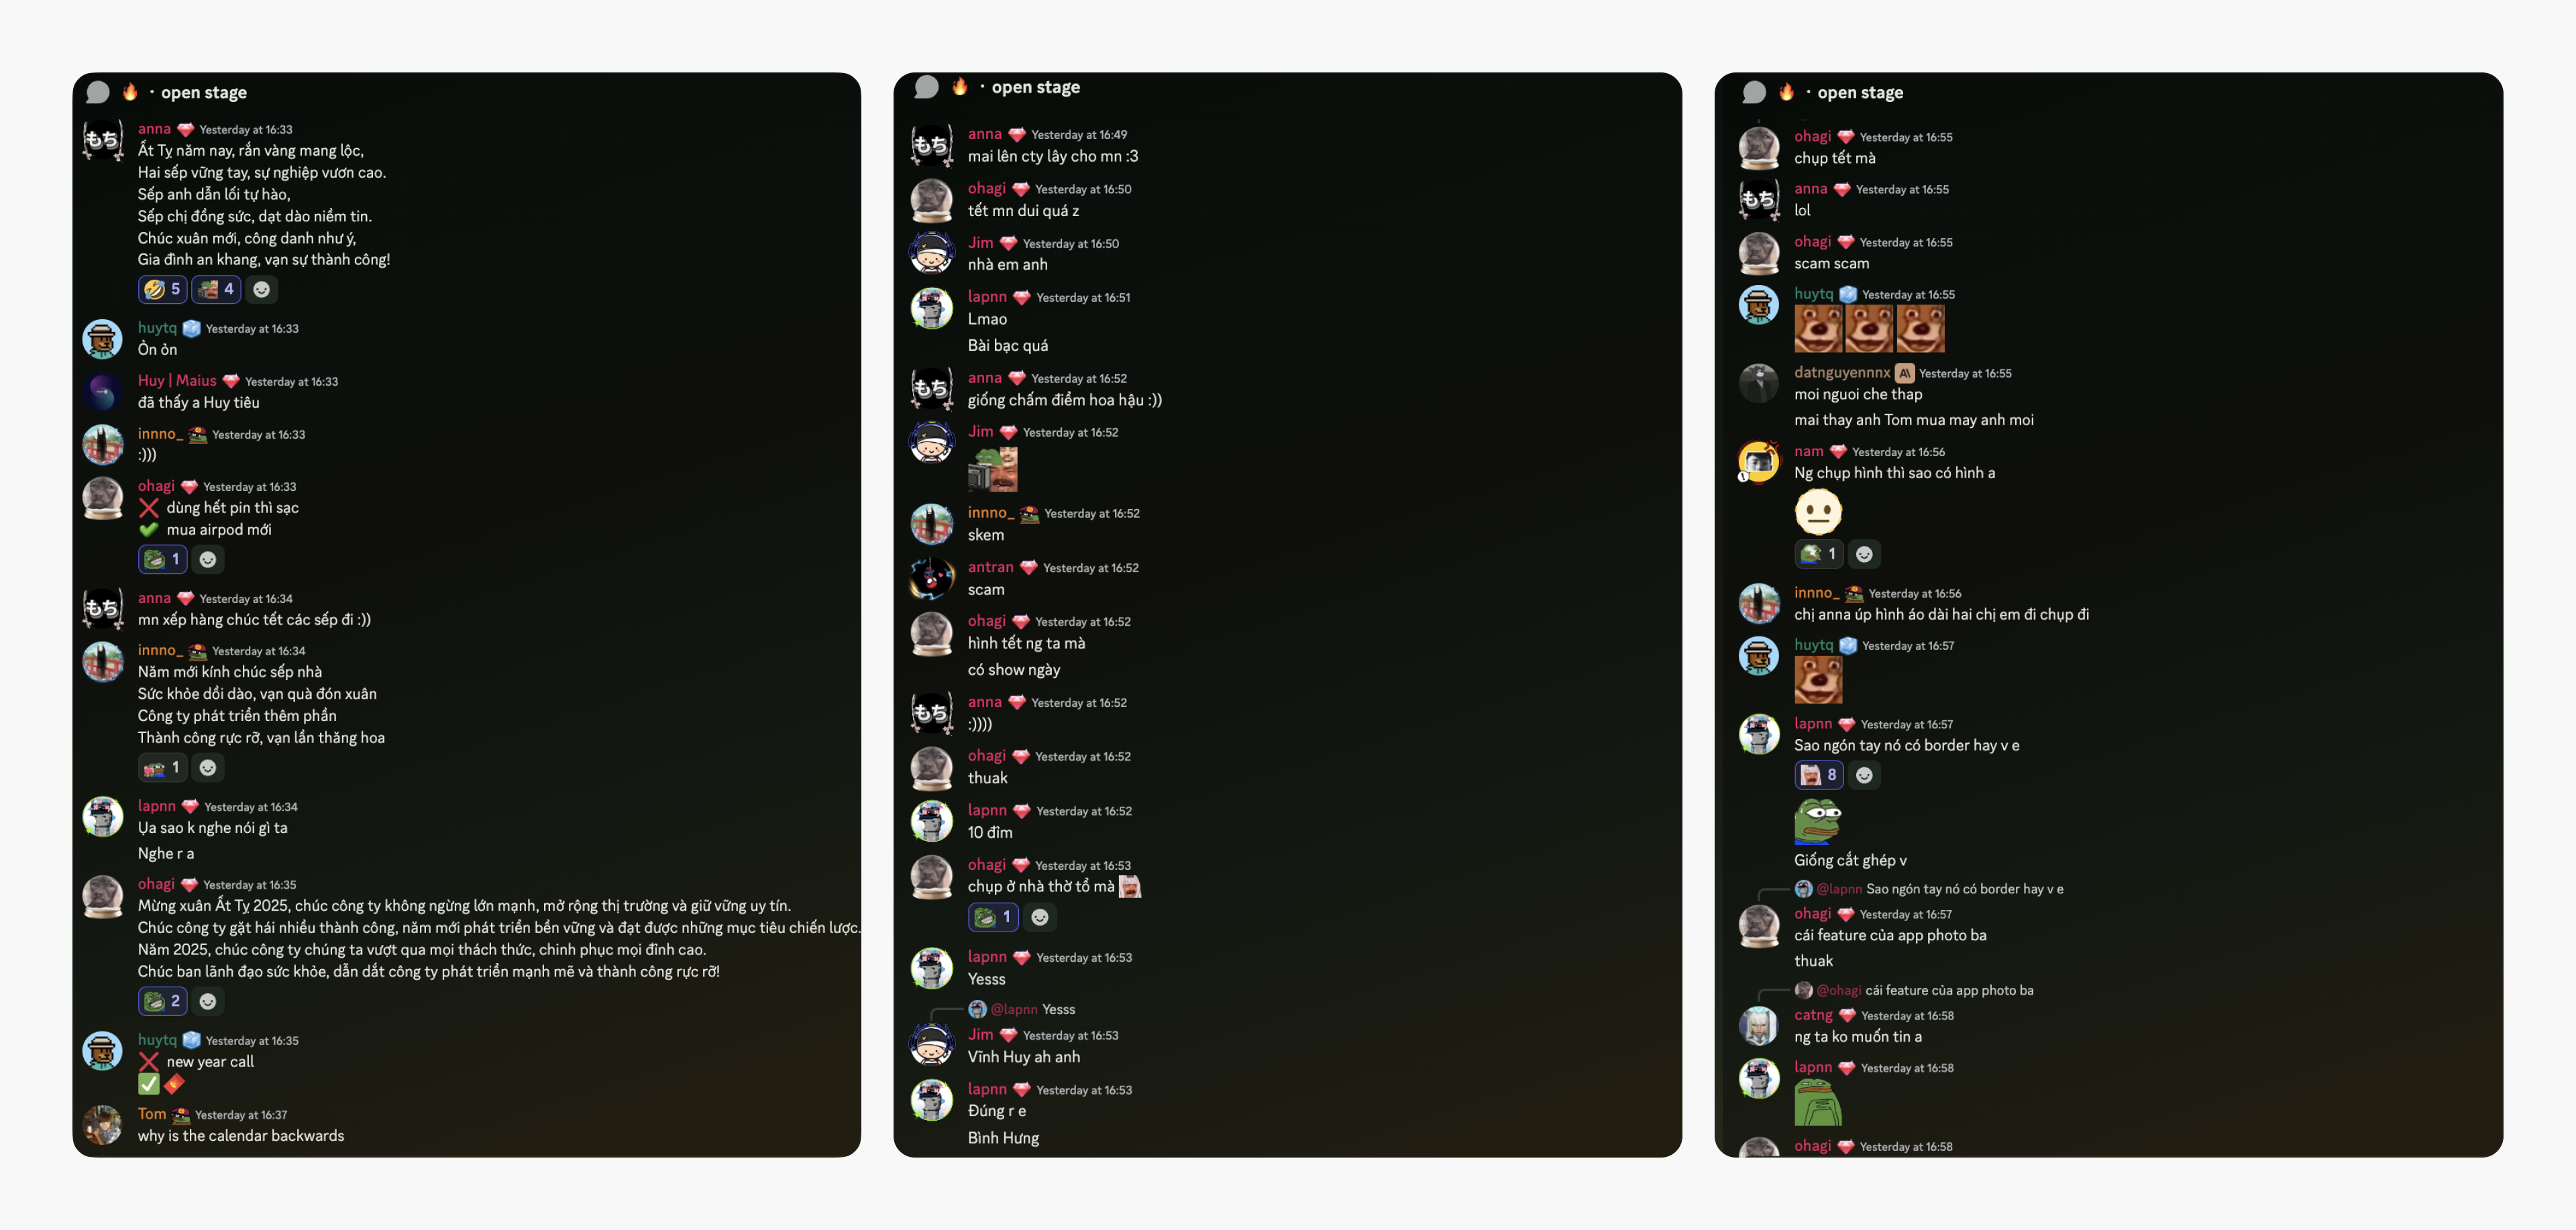 · open stage
anna Yesterday at 16:33
Ất Tỵ năm nay, rắn vàng mang lộc,
Hai sếp vững tay, sự nghiệp vươn cao.
Sếp anh dẫn lối tự hào,
Sếp chị đồng sức, dạt dào niềm tin.
Chúc xuân mới, công danh như ý,
Gia đình an khang, vạn sự thành công!
5 4
huytq Yesterday at 16:33
Ỏn ỏn
Huy | Maius Yesterday at 16:33
đã thấy a Huy tiêu
innno_ Yesterday at 16:33
:)))
ohagi Yesterday at 16:33
❌ dùng hết pin thì sạc
✔ mua airpod mới
1
anna Yesterday at 16:34
mn xếp hàng chúc tết các sếp đi :))
innno_ Yesterday at 16:34
Năm mới kính chúc sếp nhà
Sức khỏe dồi dào, vạn quà đón xuân
Công ty phát triển thêm phần
Thành công rực rỡ, vạn lần thăng hoa
1
lapnn Yesterday at 16:34
Ụa sao k nghe nói gì ta
Nghe r a
ohagi Yesterday at 16:35
Mừng xuân Ất Tỵ 2025, chúc công ty không ngừng lớn mạnh, mở rộng thị trường và giữ vững uy tín.
Chúc công ty gặt hái nhiều thành công, năm mới phát triển bền vững và đạt được những mục tiêu chiến lược.
Năm 2025, chúc công ty chúng ta vượt qua mọi thách thức, chinh phục mọi đỉnh cao.
Chúc ban lãnh đạo sức khỏe, dẫn dắt công ty phát triển mạnh mẽ và thành công rực rỡ!
2
huytq Yesterday at 16:35
❌ new year call
✅🧧
Tom Yesterday at 16:37
why is the calendar backwards
· open stage
anna Yesterday at 16:49
mai lên cty lây cho mn :3
ohagi Yesterday at 16:50
tết mn dui quá z
Jim Yesterday at 16:50
nhà em anh
lapnn Yesterday at 16:51
Lmao
Bài bạc quá
anna Yesterday at 16:52
giống chấm điểm hoa hậu :))
Jim Yesterday at 16:52
innno_ Yesterday at 16:52
skem
antran Yesterday at 16:52
scam
ohagi Yesterday at 16:52
hình tết ng ta mà
có show ngày
anna Yesterday at 16:52
:))))
ohagi Yesterday at 16:52
thuak
lapnn Yesterday at 16:52
10 đỉm
ohagi Yesterday at 16:53
chụp ở nhà thờ tổ mà
1
lapnn Yesterday at 16:53
Yesss
@lapnn Yesss
Jim Yesterday at 16:53
Vĩnh Huy ah anh
lapnn Yesterday at 16:53
Đúng r e
Bình Hưng
· open stage
ohagi Yesterday at 16:55
chụp tết mà
anna Yesterday at 16:55
lol
ohagi Yesterday at 16:55
scam scam
huytq Yesterday at 16:55
datnguyennnx Yesterday at 16:55
moi nguoi che thap
mai thay anh Tom mua may anh moi
nam Yesterday at 16:56
Ng chụp hình thì sao có hình a
1
innno_ Yesterday at 16:56
chị anna úp hình áo dài hai chị em đi chụp đi
huytq Yesterday at 16:57
lapnn Yesterday at 16:57
Sao ngón tay nó có border hay v e
8
Giống cắt ghép v
@lapnn Sao ngón tay nó có border hay v e
ohagi Yesterday at 16:57
cái feature của app photo ba
thuak
@ohagi cái feature của app photo ba
catng Yesterday at 16:58
ng ta ko muốn tin a
lapnn Yesterday at 16:58
ohagi Yesterday at 16:58